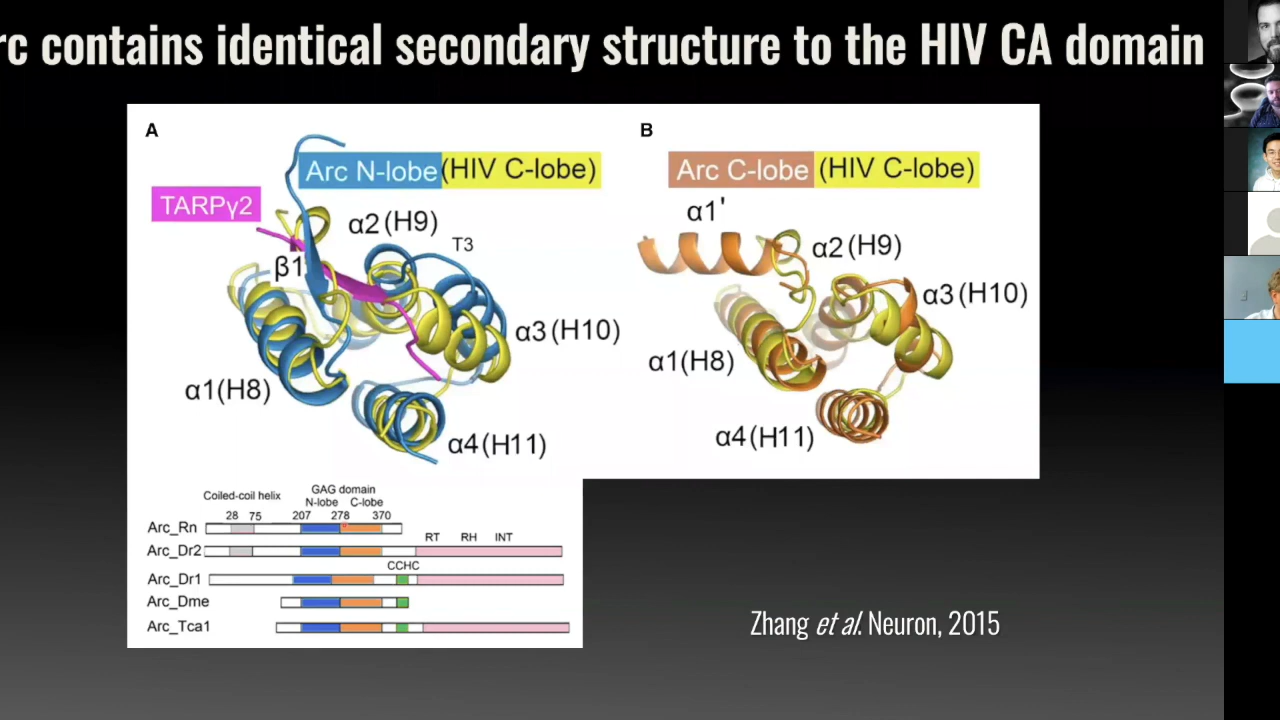 rc contains identical secondary structure to the HIV CA domain
A
Arc N-lobe (HIV C-lobe)
TARPγ2
α2 (H9)
T3
β1
α3 (H10)
α1(H8)
α4 (H11)
B
Arc C-lobe (HIV C-lobe)
α1'
α2 (H9)
α3 (H10)
α1(H8)
α4 (H11)
Coiled-coil helix
GAG domain
N-lobe C-lobe
28 75 207 278 370
Arc_Rn
RT RH INT
Arc_Dr2
CCHC
Arc_Dr1
Arc_Dme
Arc_Tca1
Zhang et al. Neuron, 2015